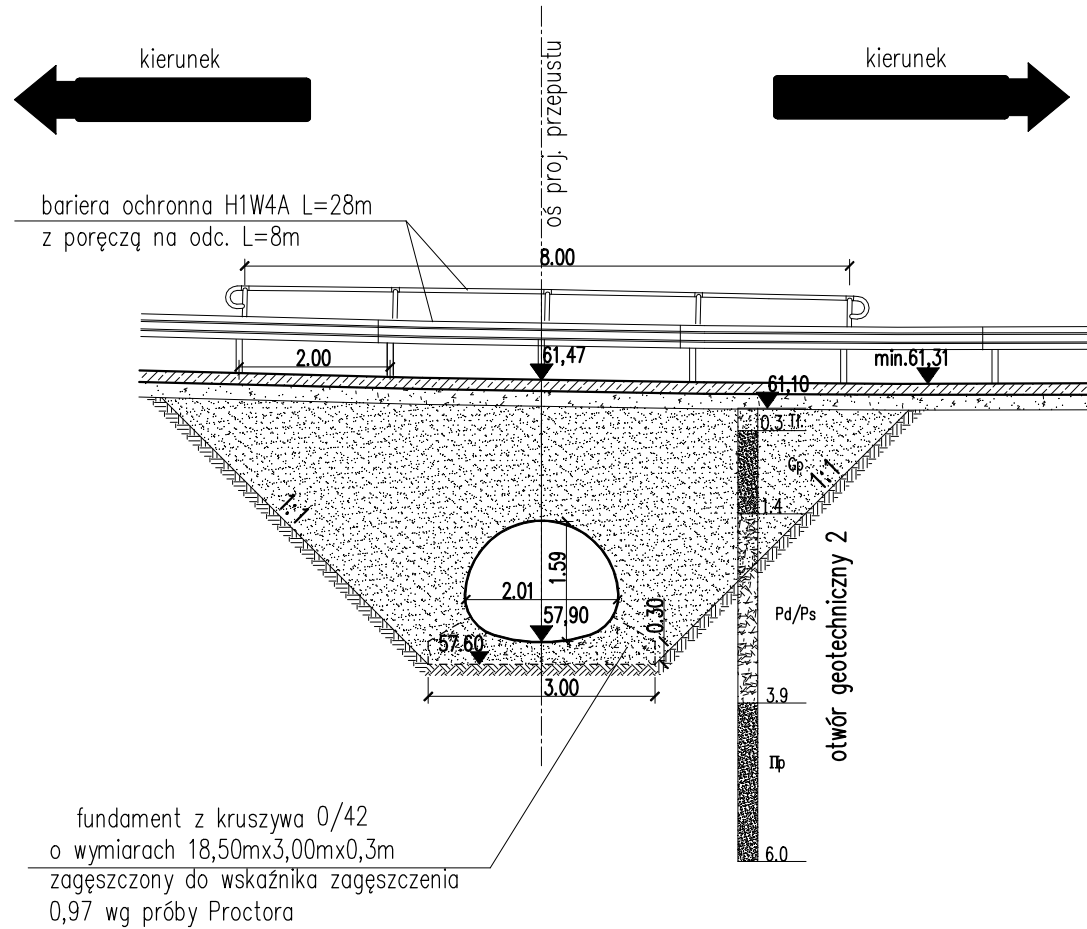 kierunek
kierunek
oś proj. przepustu
bariera ochronna H1W4A L=28m
z poręczą na odc. L=8m
8.00
2.00
61,47
min.61,31
61,10
0.3 Tf.
Gp
1:1
1:1
1.4
1.59
2.01
57,90
0,30
57.60
Pd/Ps
otwór geotechniczny 2
3.00
3.9
Πp
6.0
fundament z kruszywa 0/42
o wymiarach 18,50mx3,00mx0,3m
zagęszczony do wskaźnika zagęszczenia
0,97 wg próby Proctora